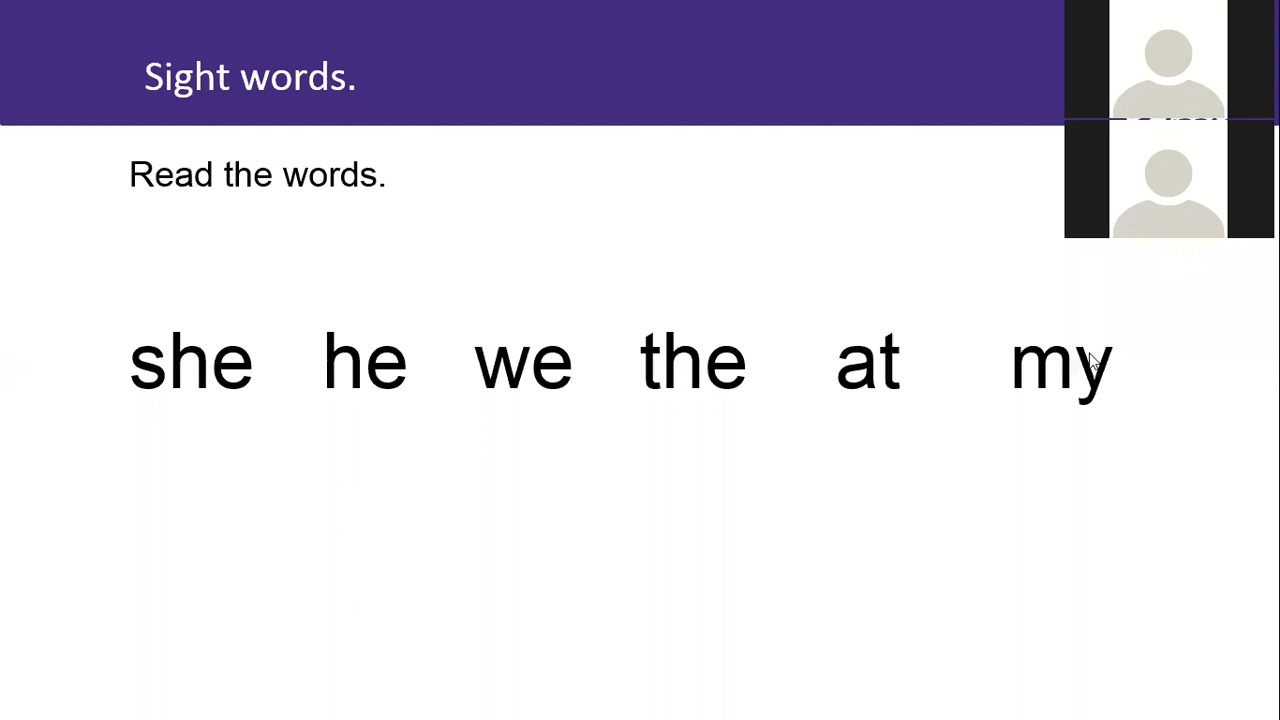 Sight words.
Read the words.
she he we the at my